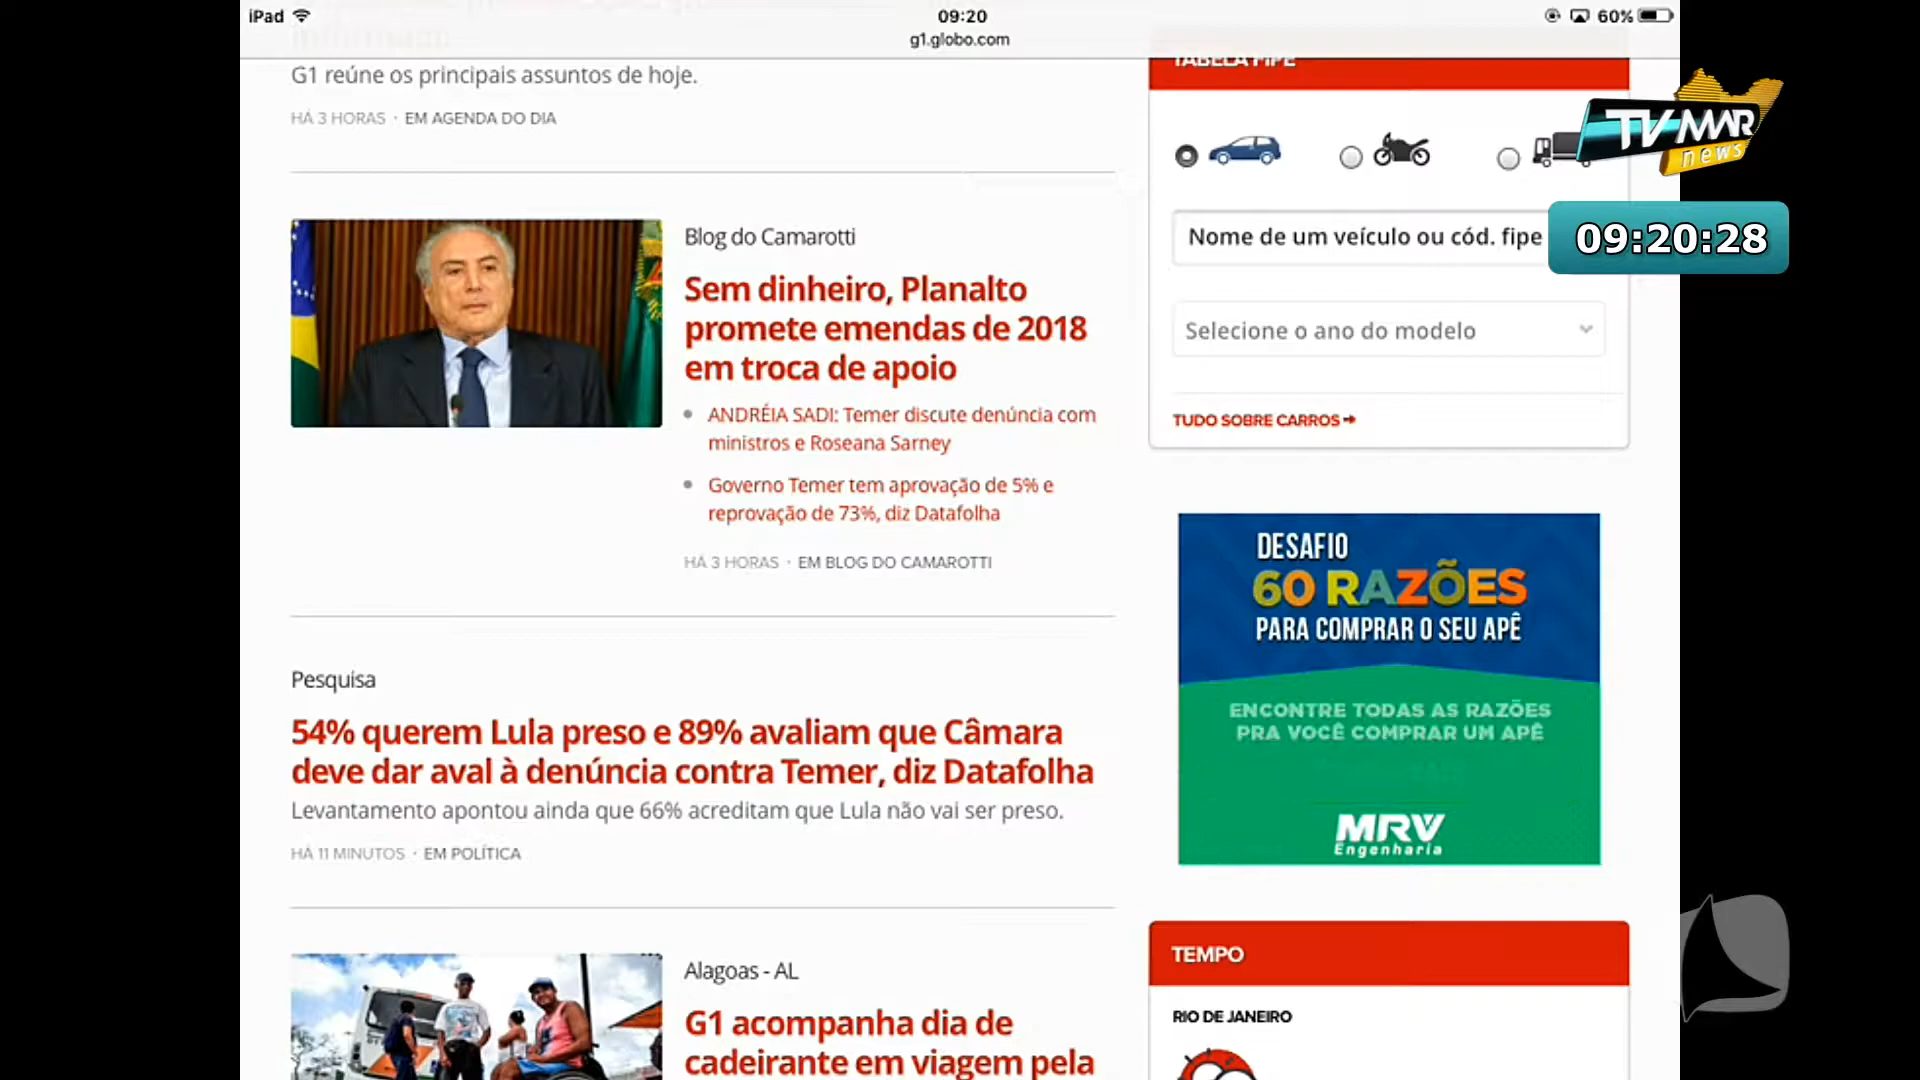 iPad
09:20
60%
g1.globo.com
G1 reúne os principais assuntos de hoje.
HÁ 3 HORAS · EM AGENDA DO DIA
Blog do Camarotti
Sem dinheiro, Planalto
promete emendas de 2018
em troca de apoio
ANDRÉIA SADI: Temer discute denúncia com
ministros e Roseana Sarney
Governo Temer tem aprovação de 5% e
reprovação de 73%, diz Datafolha
HÁ 3 HORAS · EM BLOG DO CAMAROTTI
Pesquisa
54% querem Lula preso e 89% avaliam que Câmara
deve dar aval à denúncia contra Temer, diz Datafolha
Levantamento apontou ainda que 66% acreditam que Lula não vai ser preso.
HÁ 11 MINUTOS · EM POLÍTICA
Alagoas - AL
G1 acompanha dia de
cadeirante em viagem pela
TABELA FIPE
TV MAR
news
09:20:28
Nome de um veículo ou cód. fipe
Selecione o ano do modelo
TUDO SOBRE CARROS
DESAFIO
60 RAZÕES
PARA COMPRAR O SEU APÊ
ENCONTRE TODAS AS RAZÕES
PRA VOCÊ COMPRAR UM APÊ
MRV
Engenharia
TEMPO
RIO DE JANEIRO